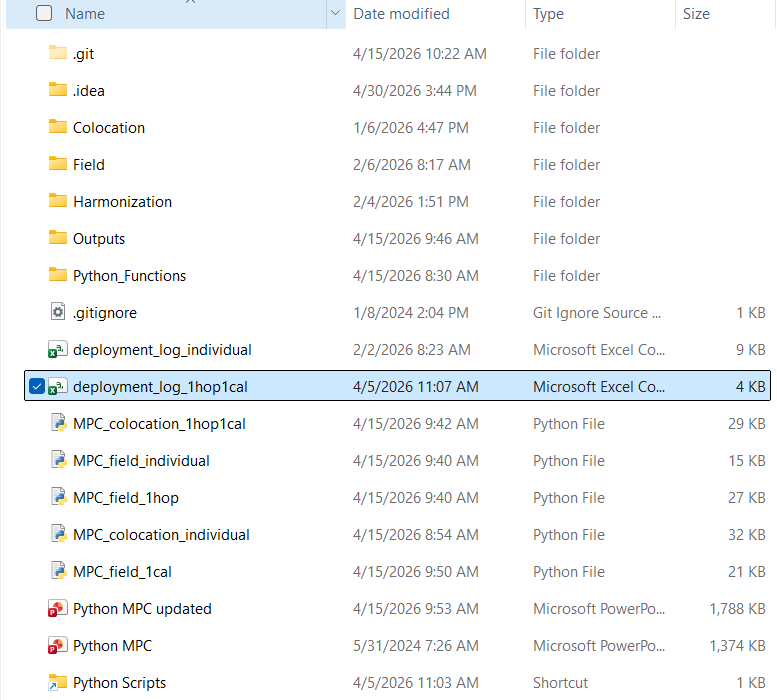 Name Date modified Type Size
.git 4/15/2026 10:22 AM File folder
.idea 4/30/2026 3:44 PM File folder
Colocation 1/6/2026 4:47 PM File folder
Field 2/6/2026 8:17 AM File folder
Harmonization 2/4/2026 1:51 PM File folder
Outputs 4/15/2026 9:46 AM File folder
Python_Functions 4/15/2026 8:30 AM File folder
.gitignore 1/8/2024 2:04 PM Git Ignore Source ... 1 KB
deployment_log_individual 2/2/2026 8:23 AM Microsoft Excel Co... 9 KB
deployment_log_1hop1cal 4/5/2026 11:07 AM Microsoft Excel Co... 4 KB
MPC_colocation_1hop1cal 4/15/2026 9:42 AM Python File 29 KB
MPC_field_individual 4/15/2026 9:40 AM Python File 15 KB
MPC_field_1hop 4/15/2026 9:40 AM Python File 27 KB
MPC_colocation_individual 4/15/2026 8:54 AM Python File 32 KB
MPC_field_1cal 4/15/2026 9:50 AM Python File 21 KB
Python MPC updated 4/15/2026 9:53 AM Microsoft PowerPo... 1,788 KB
Python MPC 5/31/2024 7:26 AM Microsoft PowerPo... 1,374 KB
Python Scripts 4/5/2026 11:03 AM Shortcut 1 KB